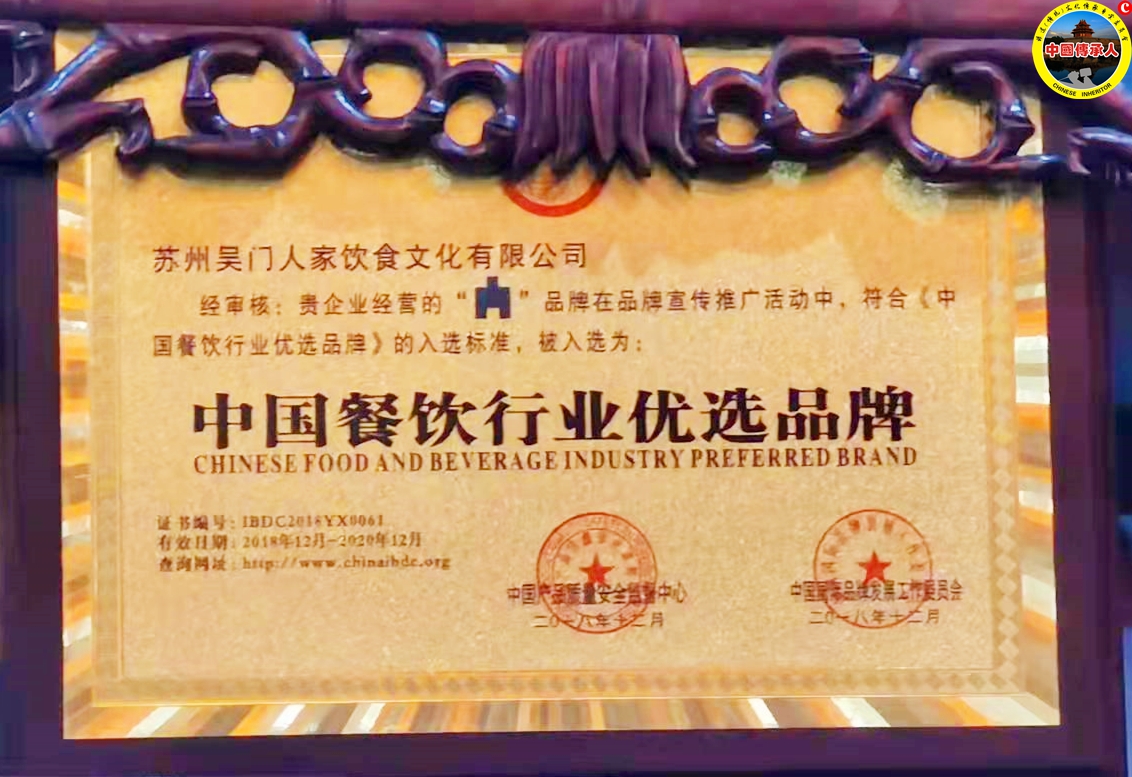 中國傳承人
CHINESE INHERITOR
苏州吴门人家饮食文化有限公司
经审核：贵企业经营的“ ”品牌在品牌宣传推广活动中，符合《中
国餐饮行业优选品牌》的入选标准，被入选为：
中国餐饮行业优选品牌
CHINESE FOOD AND BEVERAGE INDUSTRY PREFERRED BRAND
证书编号：IBDC2018YX0061
有效日期：2018年12月-2020年12月
查询网址：http://www.chinaibdc.org
中国产品质量安全监督中心
二〇一八年十二月
中国国际品牌发展工作委员会
二〇一八年十二月